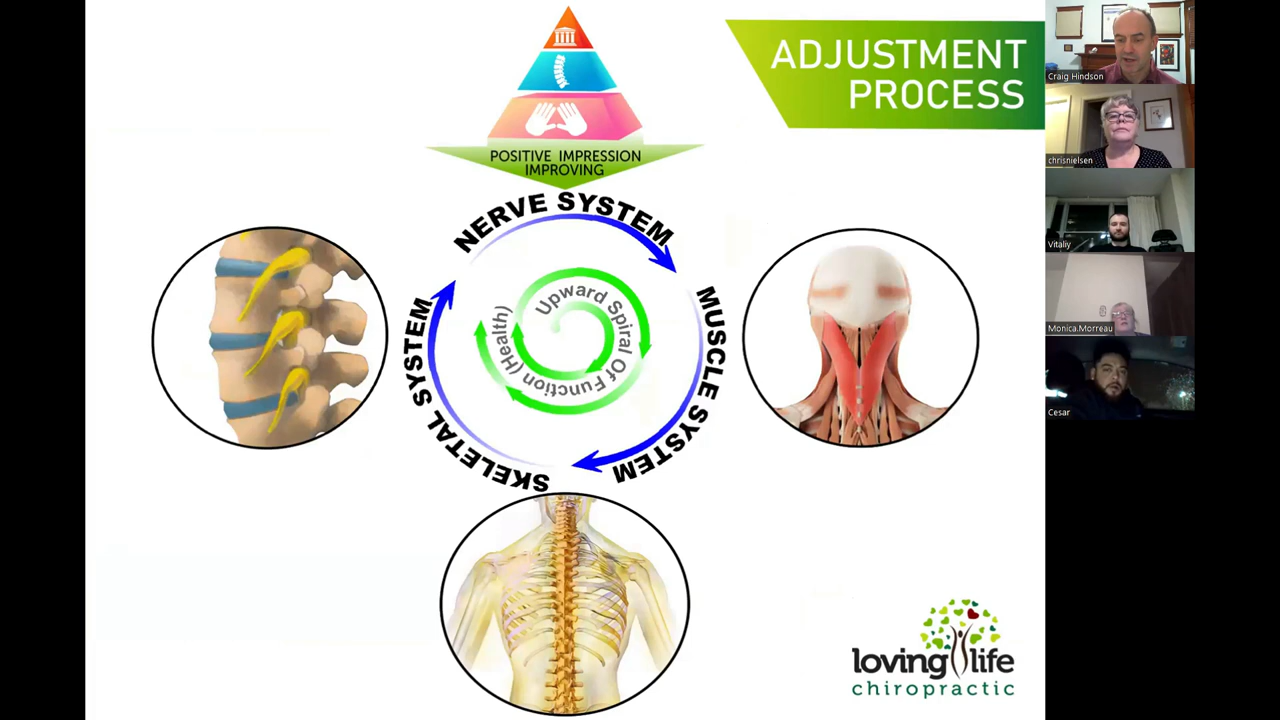 ADJUSTMENT
PROCESS
POSITIVE IMPRESSION
IMPROVING
NERVE SYSTEM
MUSCLE SYSTEM
SKELETAL SYSTEM
Upward Spiral Of Function (Health)
loving life
chiropractic
Craig Hindson
chrisnielsen
Vitaliy
Monica.Morreau
Cesar